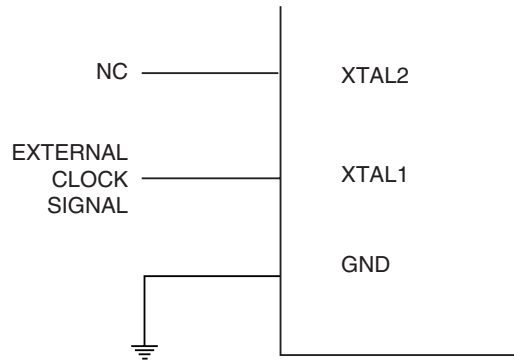 NC
XTAL2
EXTERNAL
CLOCK
SIGNAL
XTAL1
GND